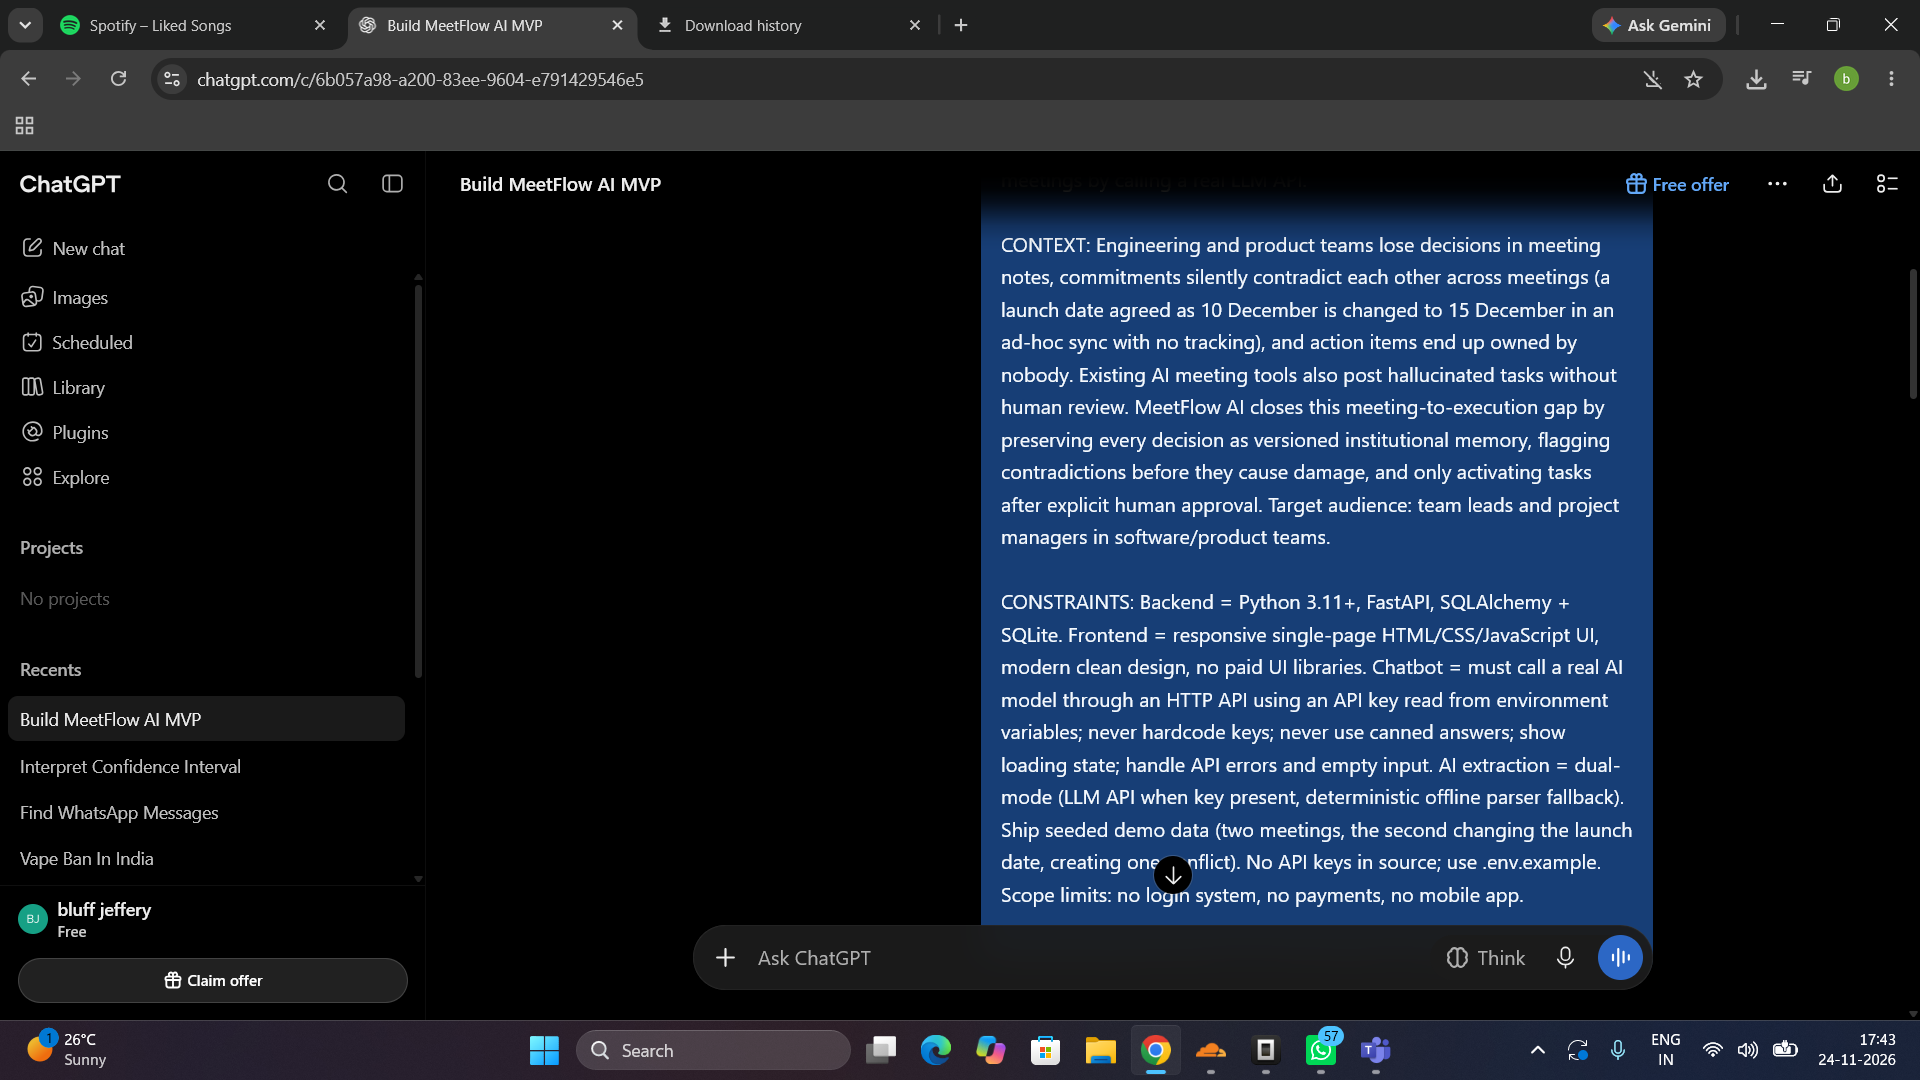 Spotify – Liked Songs
Build MeetFlow AI MVP
Download history
Ask Gemini
chatgpt.com/c/6b057a98-a200-83ee-9604-e791429546e5
b
ChatGPT
Build MeetFlow AI MVP
Free offer
meetings by calling a real LLM API.
New chat
Images
Scheduled
Library
Plugins
Explore
Projects
No projects
Recents
Build MeetFlow AI MVP
Interpret Confidence Interval
Find WhatsApp Messages
Vape Ban In India
BJ
bluff jeffery
Free
Claim offer
CONTEXT: Engineering and product teams lose decisions in meeting
notes, commitments silently contradict each other across meetings (a
launch date agreed as 10 December is changed to 15 December in an
ad-hoc sync with no tracking), and action items end up owned by
nobody. Existing AI meeting tools also post hallucinated tasks without
human review. MeetFlow AI closes this meeting-to-execution gap by
preserving every decision as versioned institutional memory, flagging
contradictions before they cause damage, and only activating tasks
after explicit human approval. Target audience: team leads and project
managers in software/product teams.
CONSTRAINTS: Backend = Python 3.11+, FastAPI, SQLAlchemy +
SQLite. Frontend = responsive single-page HTML/CSS/JavaScript UI,
modern clean design, no paid UI libraries. Chatbot = must call a real AI
model through an HTTP API using an API key read from environment
variables; never hardcode keys; never use canned answers; show
loading state; handle API errors and empty input. AI extraction = dual-
mode (LLM API when key present, deterministic offline parser fallback).
Ship seeded demo data (two meetings, the second changing the launch
date, creating one conflict). No API keys in source; use .env.example.
Scope limits: no login system, no payments, no mobile app.
Ask ChatGPT
Think
1
26°C
Sunny
Search
57
ENG
IN
17:43
24-11-2026